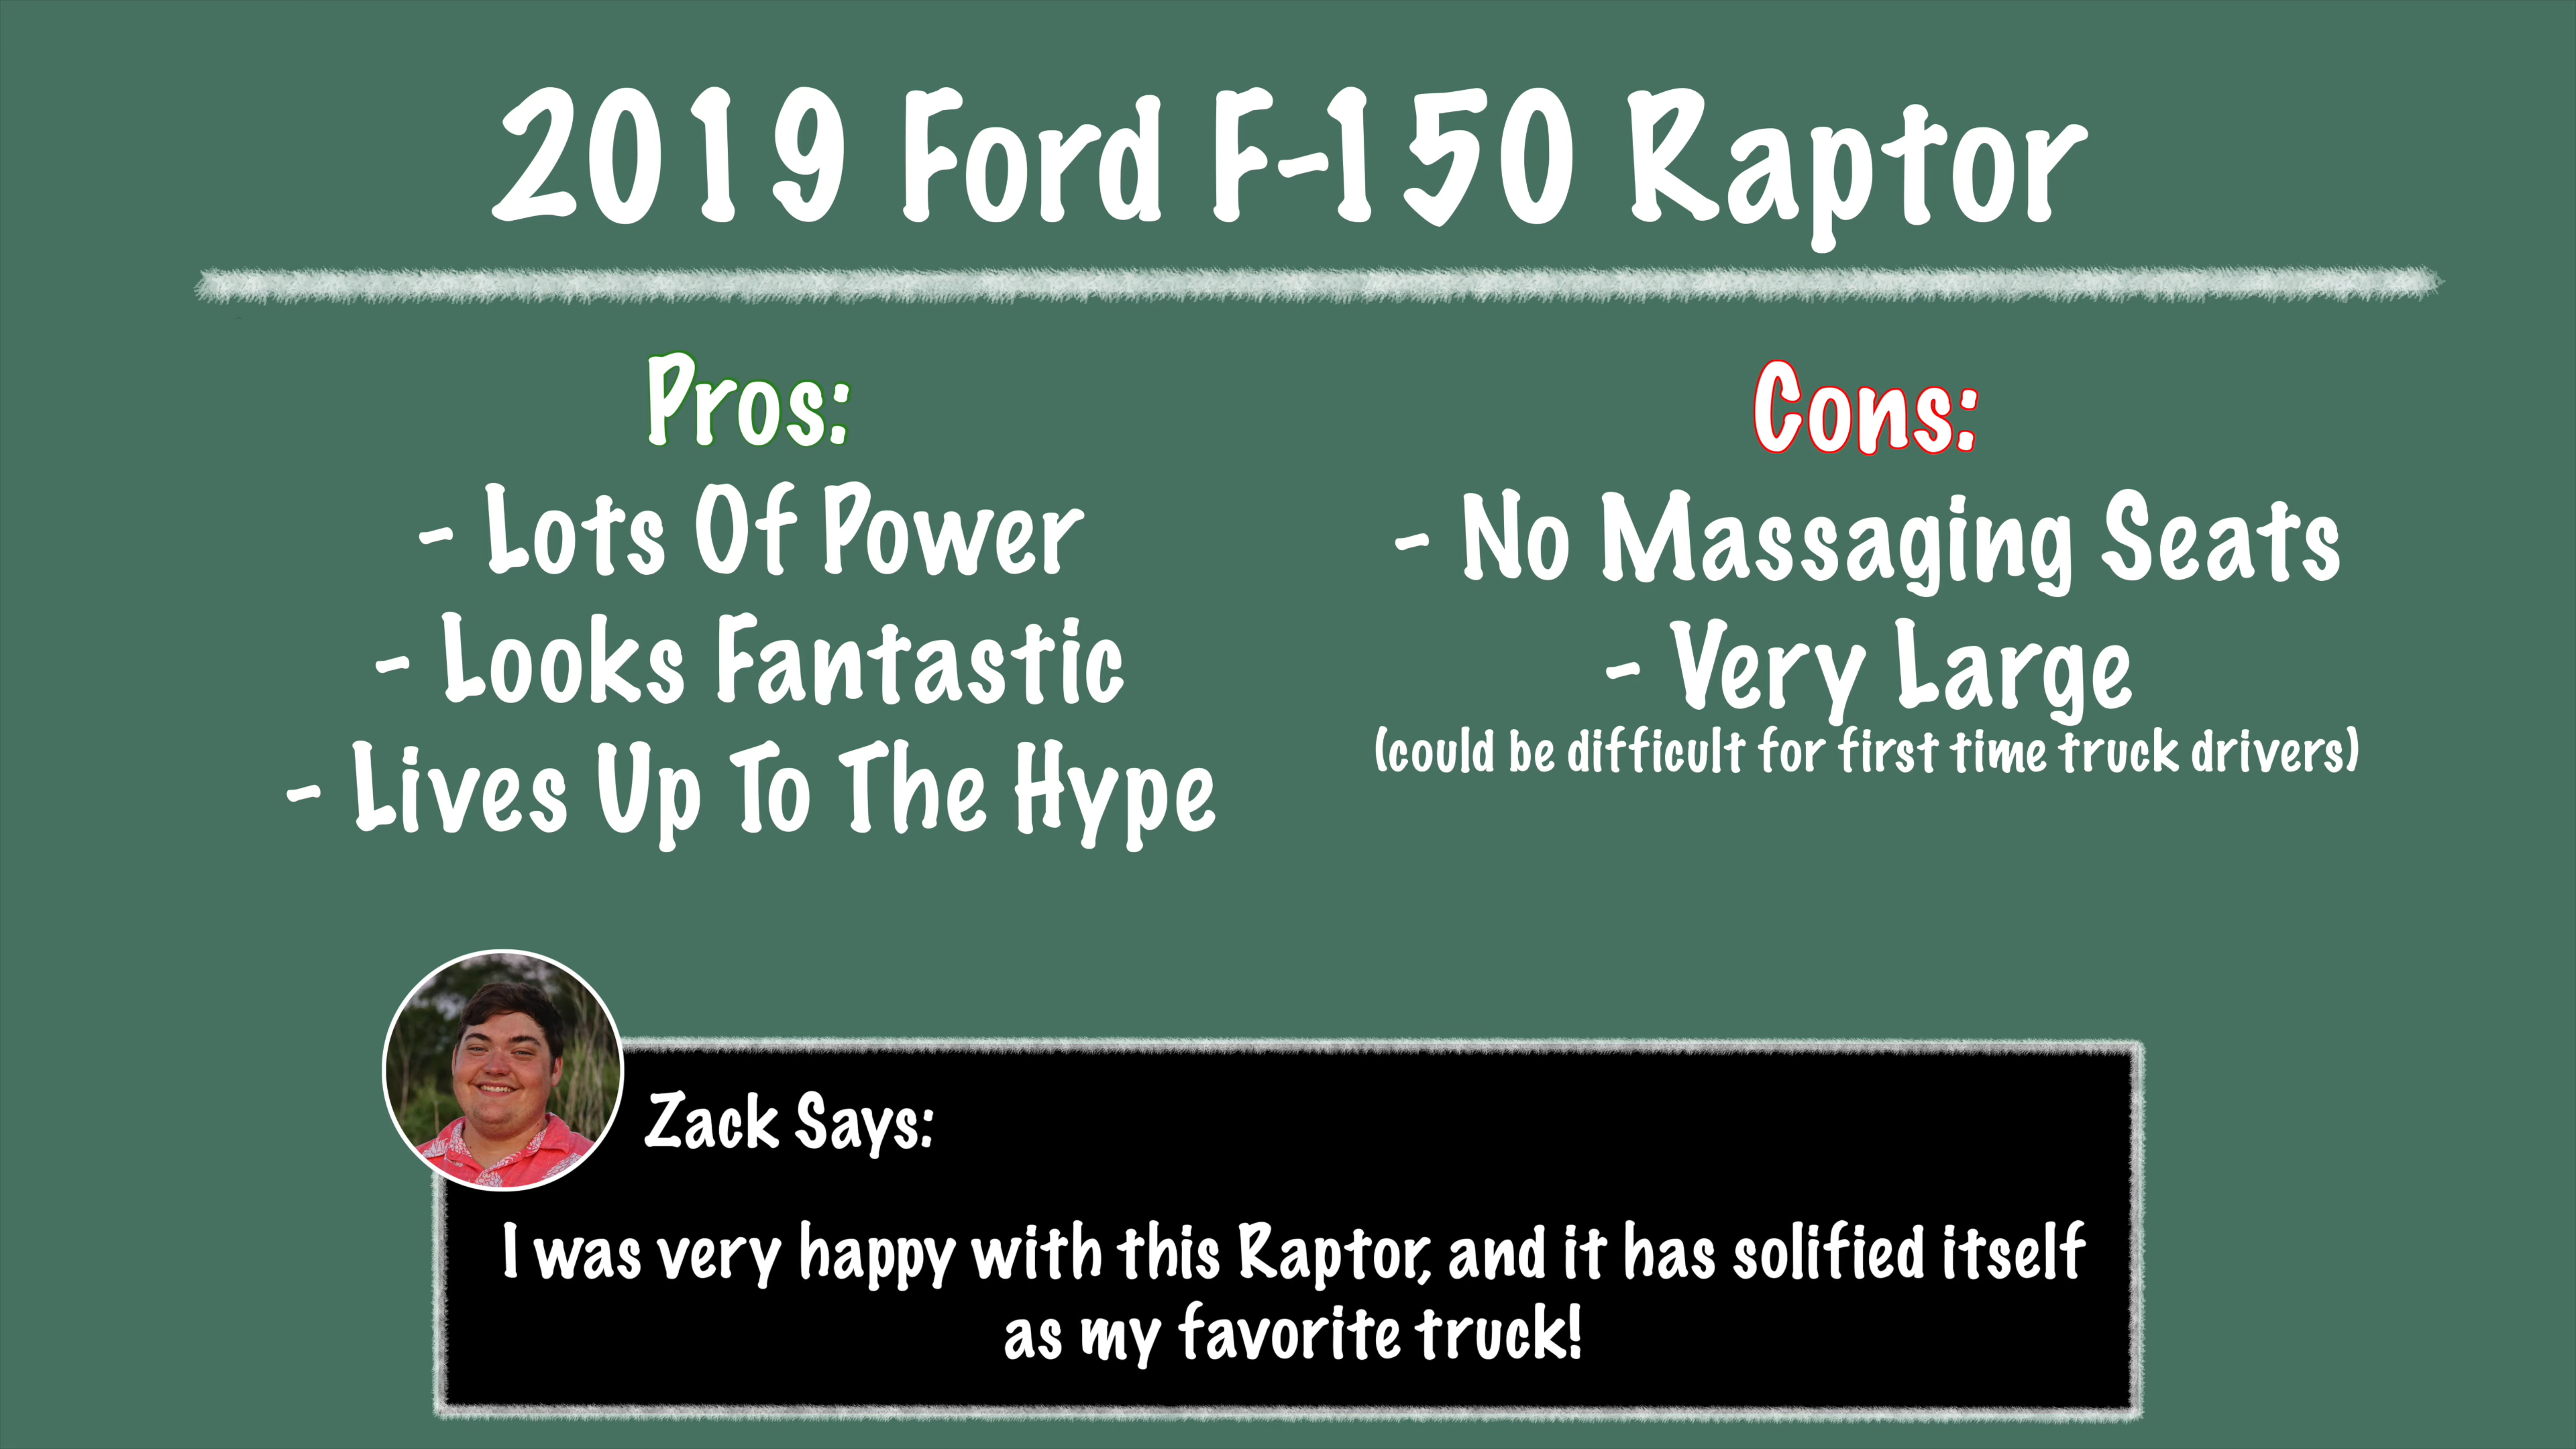 2019 Ford F-150 Raptor
Pros:
- Lots Of Power
- Looks Fantastic
- Lives Up To The Hype
Cons:
- No Massaging Seats
- Very Large
(could be difficult for first time truck drivers)
Zack Says:
I was very happy with this Raptor, and it has solified itself
as my favorite truck!